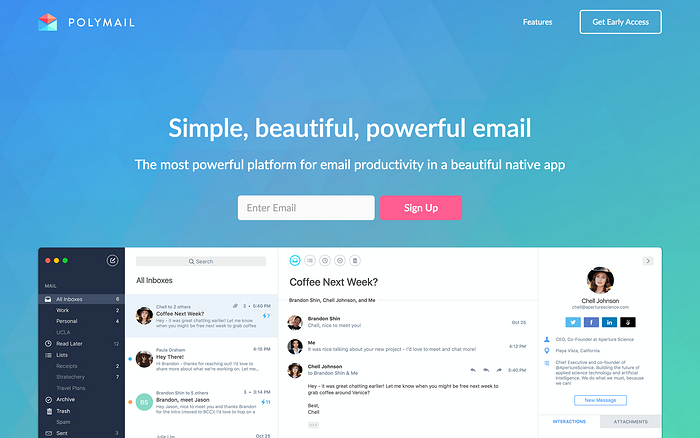 POLYMAIL
Features
Get Early Access
Simple, beautiful, powerful email
The most powerful platform for email productivity in a beautiful native app
Enter Email
Sign Up
MAIL
All Inboxes 6
Work 2
Personal 4
UCLA
Read Later 12
Lists
Receipts 2
Stratechery 7
Travel Plans
Archive
Trash
Spam
Sent 3
Search
All Inboxes
Chell to 2 others 3 • 5:40 PM
Coffee Next Week? 7
Hey - it was great chatting earlier! Let me know
when you might be free next week to grab coffee
Paula Graham 4:15 PM
Hey There!
Hi Brandon - thanks for reaching out! I'd love to
share more about what we're working on. Let me
BS
Brandon Shin to 5 others 3 • 3:14 PM
Brandon, meet Jason 11
Hey Jason, nice to meet you and thanks Brandon
for the intro (moved to BCC)! I'd love to hop on a
Coffee Next Week?
Brandon Shin, Chell Johnson, and Me
Brandon Shin Oct 25
Chell, nice to meet you!
Me Oct 25
It was nice talking about your new project - I'd love to meet and chat more!
Chell Johnson 5:40 PM
to Brandon Shin & Me
Hey - it was great chatting earlier! Let me know when you might be free next week to
grab coffee around Venice?
Best,
Chell
Chell Johnson
chell@aperturescience.com
CEO, Co-Founder at Aperture Science
Playa Vista, California
Chief Executive and co-founder of
@ApertureScience. Building the future of
applied science technology and artificial
intelligence. We do what we must, because
we can!
New Message
INTERACTIONS
ATTACHMENTS